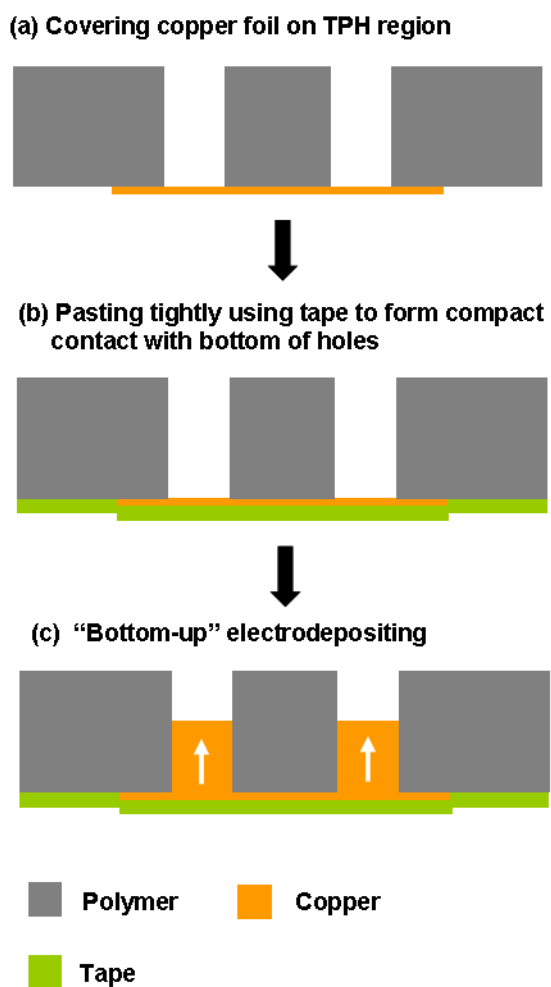 (a) Covering copper foil on TPH region
(b) Pasting tightly using tape to form compact
contact with bottom of holes
(c) “Bottom-up” electrodepositing
Polymer
Copper
Tape